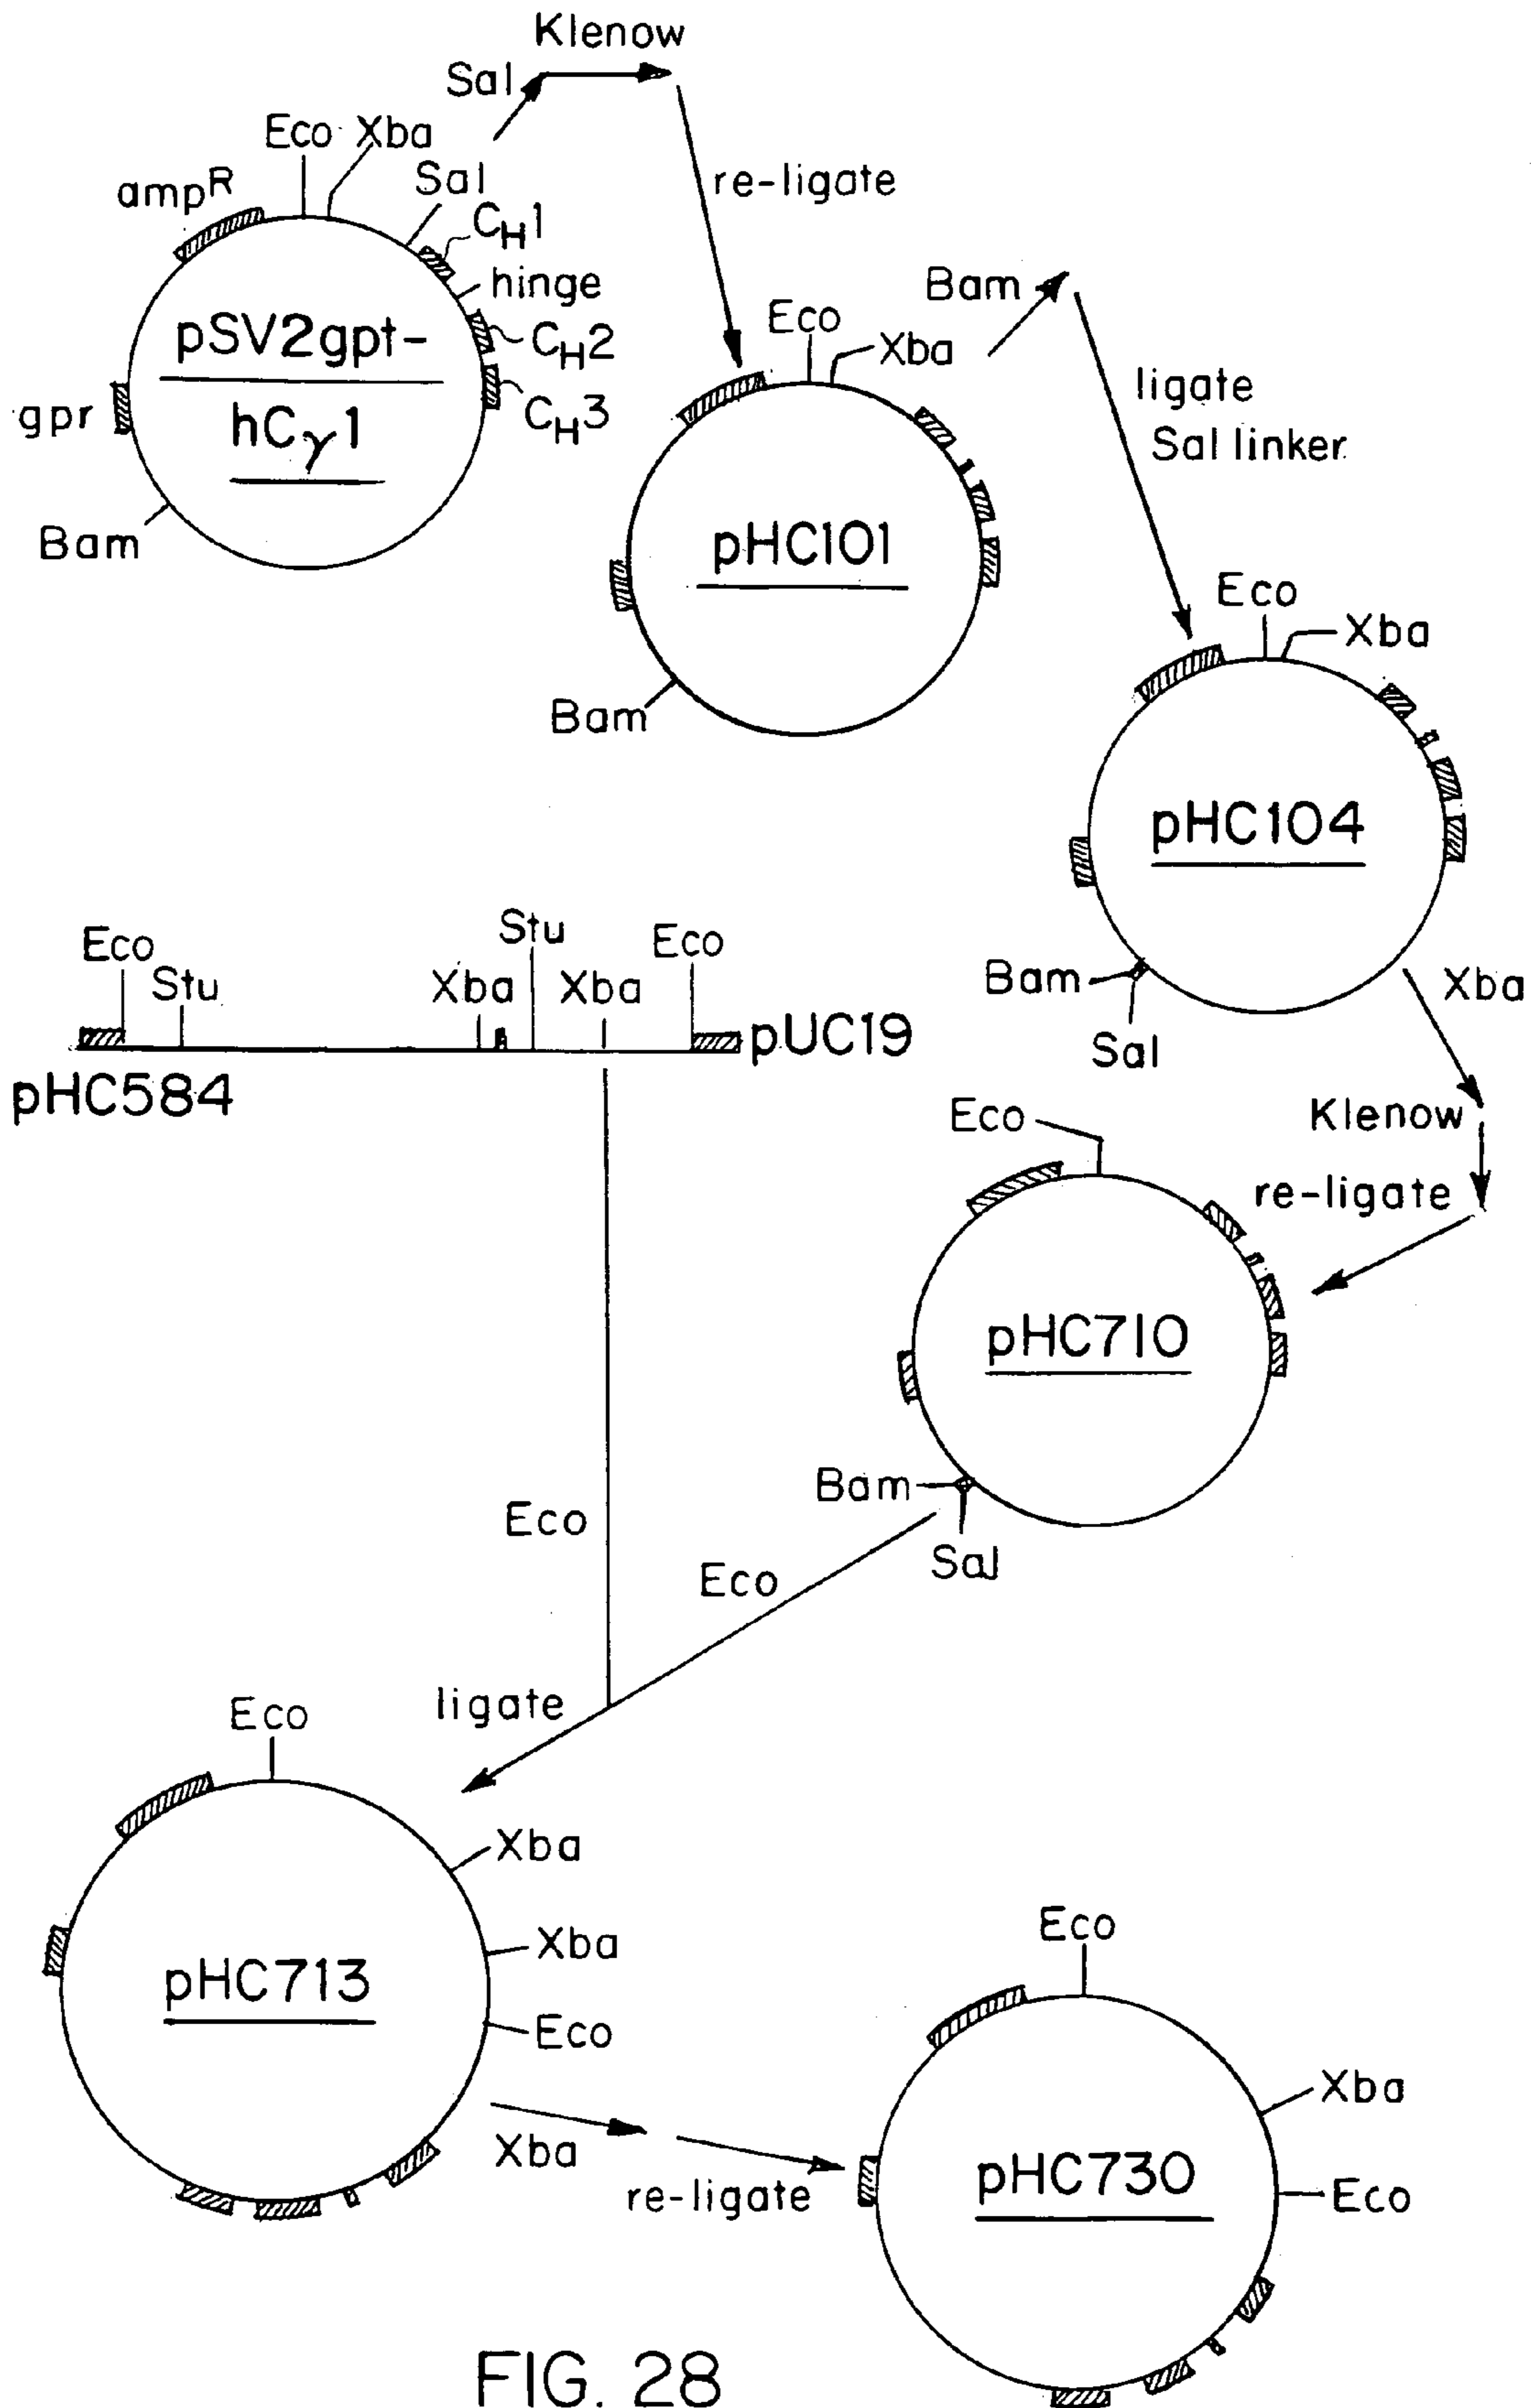 Klenow
Sal
re-ligate
Eco Xba
ampR
Sal
CH1
hinge
CH2
CH3
pSV2gpt-
hCγ1
gpr
Bam
Bam
ligate
Sal linker
Eco
Xba
pHC101
Bam
Eco
Xba
pHC104
Bam
Sal
Xba
Klenow
re-ligate
Eco
Stu
Xba
Stu
Xba
Eco
pUC19
pHC584
Eco
pHC710
Bam
Sal
Eco
Eco
ligate
Eco
Xba
Xba
Eco
pHC713
Xba
re-ligate
Eco
Xba
Eco
pHC730
FIG. 28